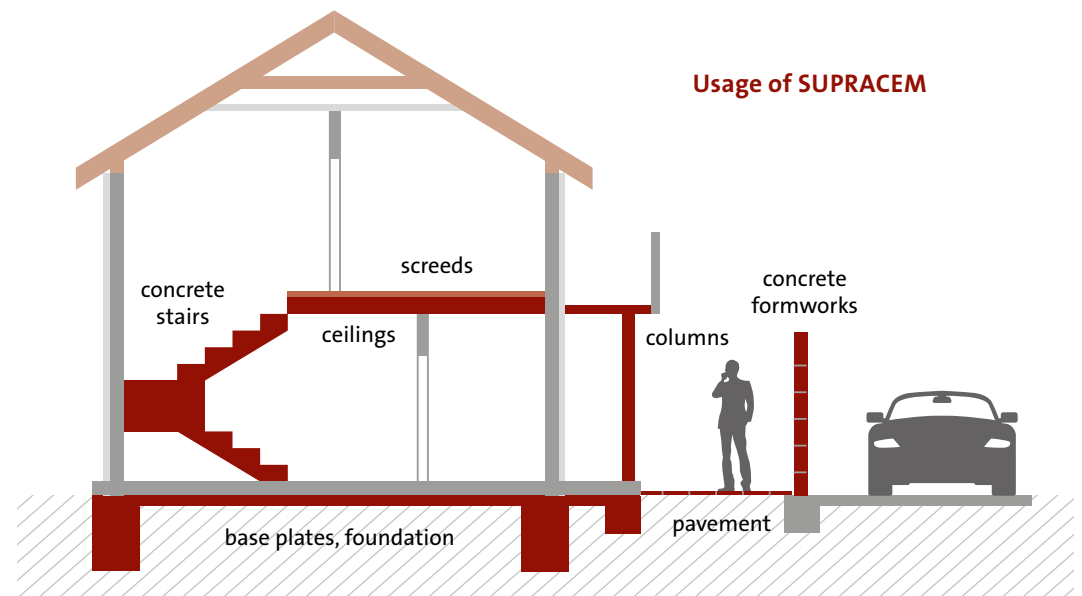 Usage of SUPRACEM
screeds
concrete
stairs
ceilings
columns
concrete
formworks
pavement
base plates, foundation